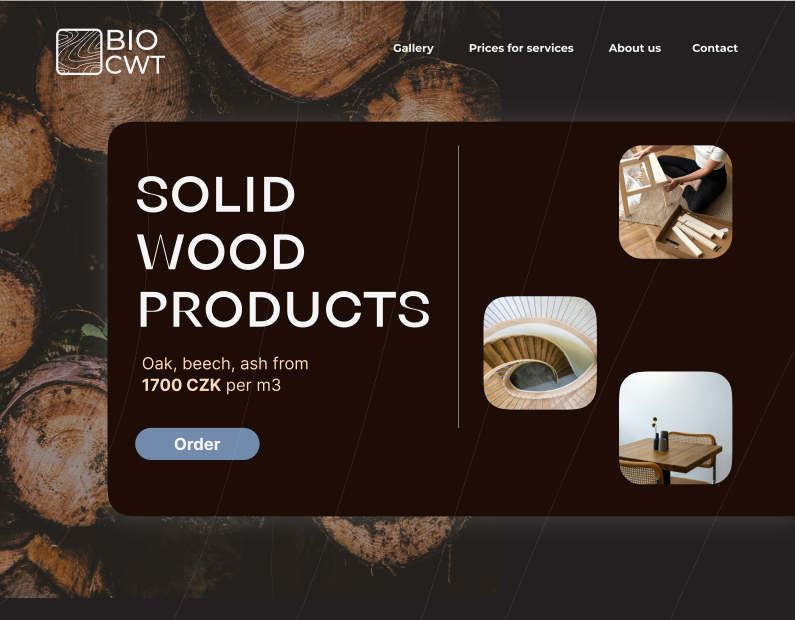 BIO
CWT
Gallery Prices for services About us Contact
SOLID
WOOD
PRODUCTS
Oak, beech, ash from
1700 CZK per m3
Order